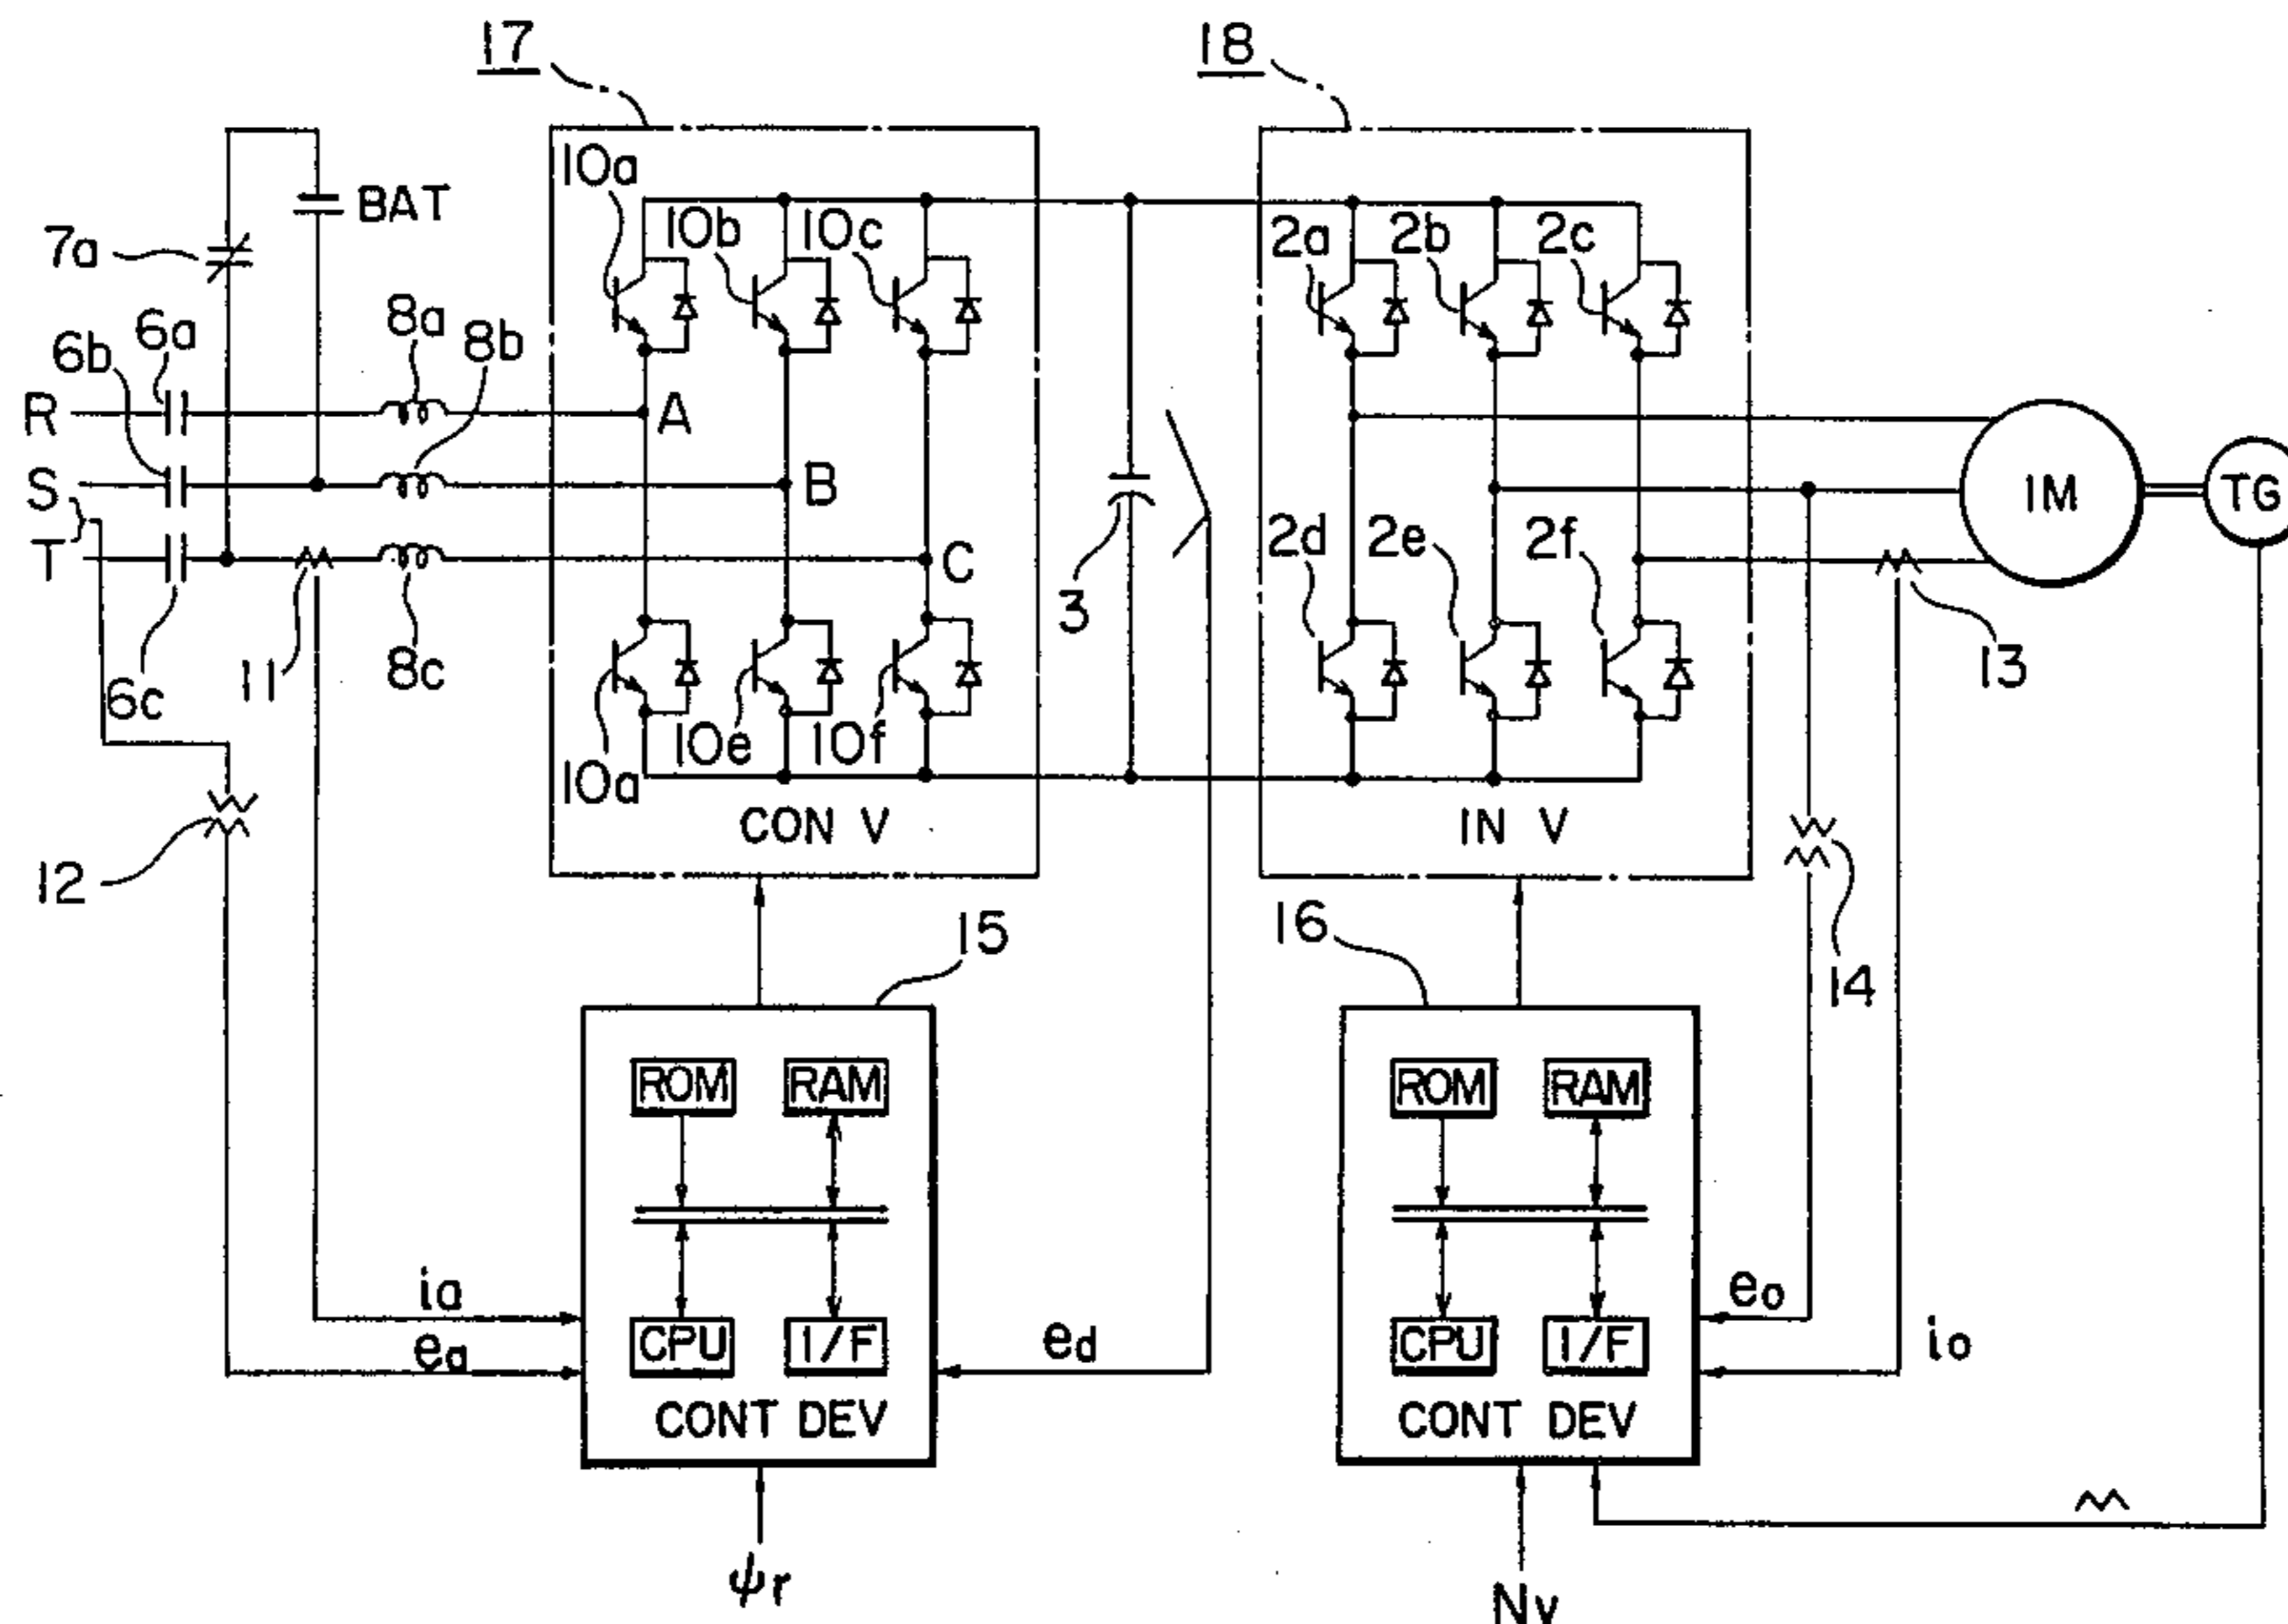 17
18
10a
10b
10c
2a
2b
2c
BAT
7a
6a
6b
8a
8b
R
A
S
B
T
C
IM
TG
3
2d
2e
2f
6c
11
8c
13
10a
10e
10f
CON V
IN V
12
15
16
14
ROM
RAM
ROM
RAM
ia
ea
CPU
I/F
ed
CPU
I/F
eo
io
CONT DEV
CONT DEV
ψr
Nv